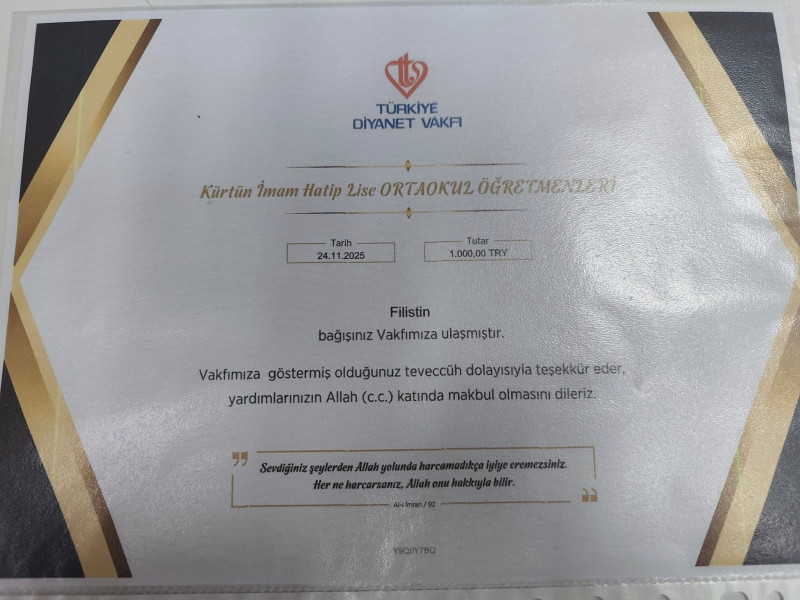 TÜRKİYE
DİYANET VAKFI
Kürtün İmam Hatip Lise ORTAOKUL ÖĞRETMENLERİ
Tarih
24.11.2025
Tutar
1.000,00 TRY
Filistin
bağışınız Vakfımıza ulaşmıştır.
Vakfımıza göstermiş olduğunuz teveccüh dolayısıyla teşekkür eder,
yardımlarınızın Allah (c.c.) katında makbul olmasını dileriz.
Sevdiğiniz şeylerden Allah yolunda harcamadıkça iyiye eremezsiniz.
Her ne harcarsanız, Allah onu hakkıyla bilir.
Al-i İmran / 92